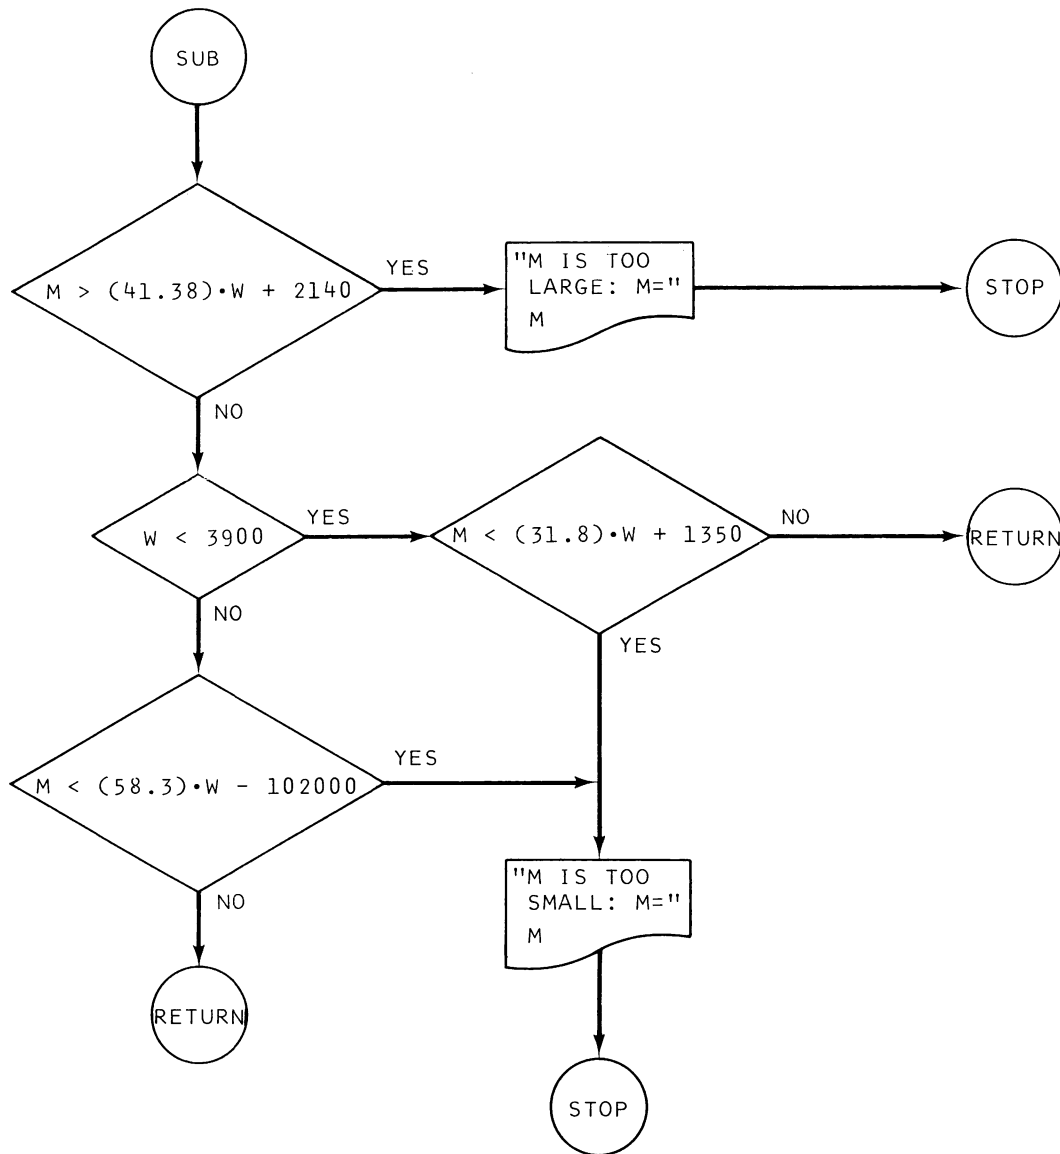 SUB
M > (41.38)•W + 2140
YES
"M IS TOO
LARGE: M="
M
STOP
NO
W < 3900
YES
M < (31.8)•W + 1350
NO
RETURN
NO
YES
M < (58.3)•W - 102000
YES
"M IS TOO
SMALL: M="
M
NO
RETURN
STOP